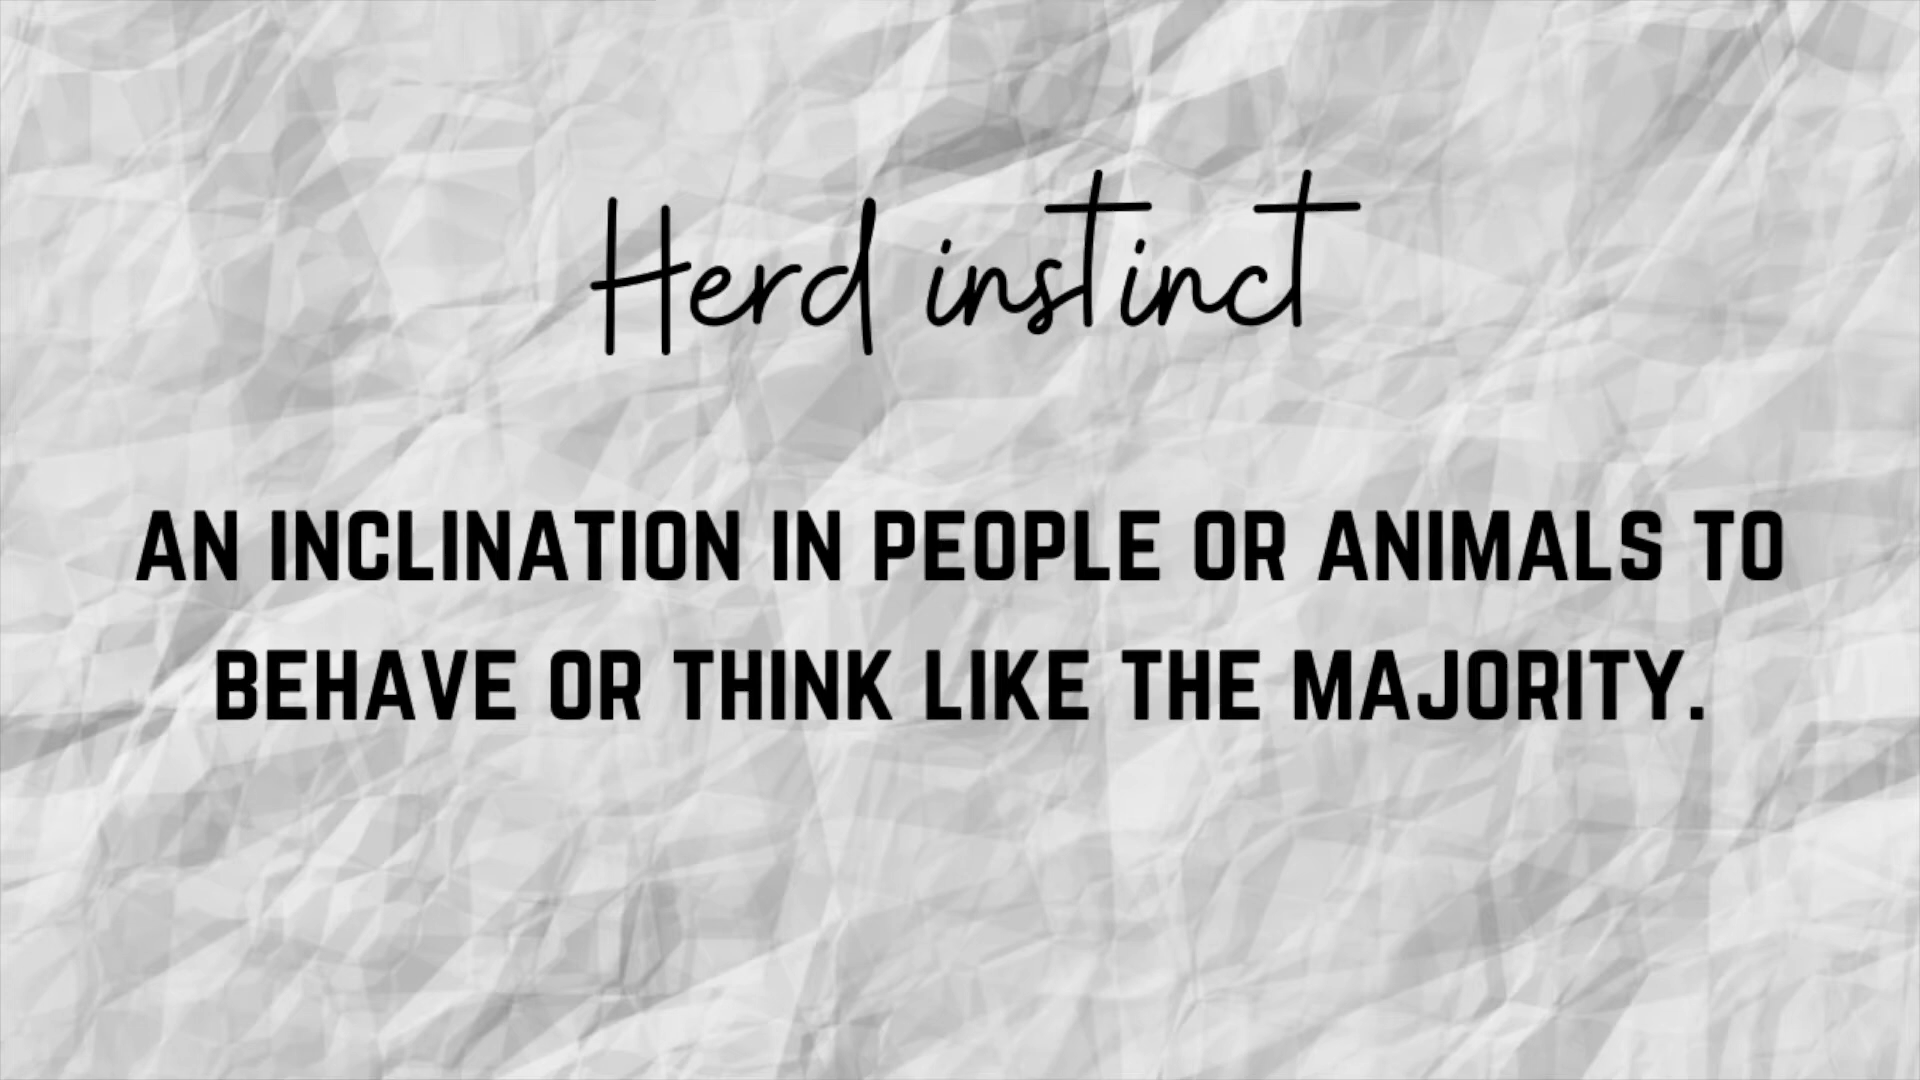 Herd instinct
AN INCLINATION IN PEOPLE OR ANIMALS TO
BEHAVE OR THINK LIKE THE MAJORITY.